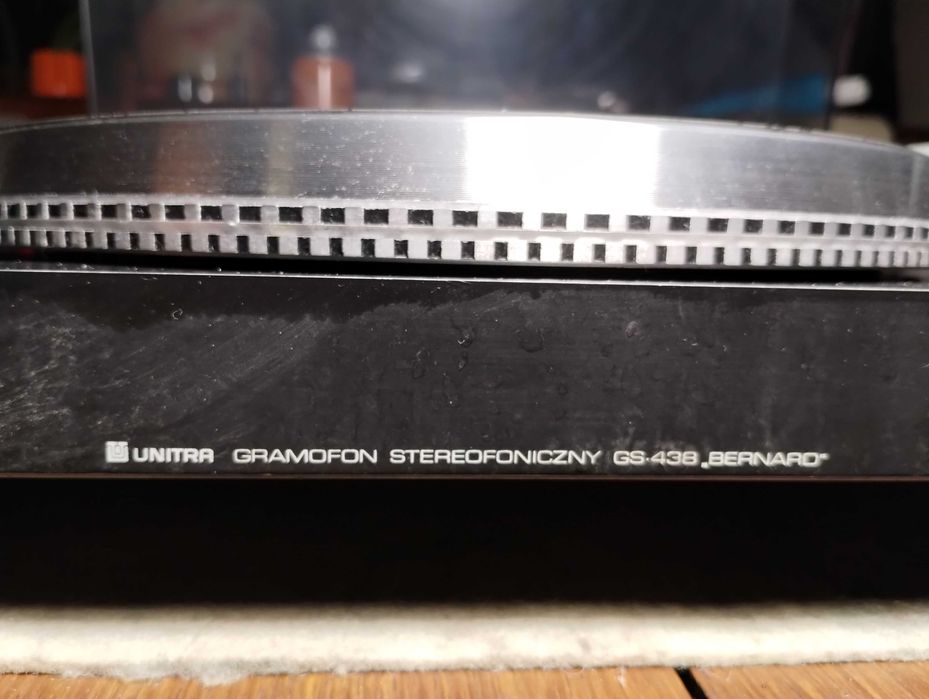 UNITRA GRAMOFON STEREOFONICZNY GS-438 „BERNARD”